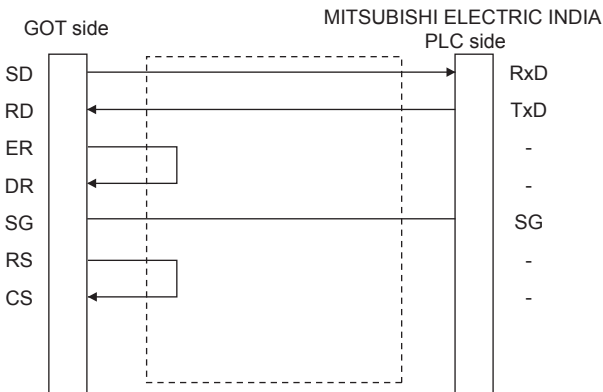 GOT side
MITSUBISHI ELECTRIC INDIA
PLC side
SD RxD
RD TxD
ER -
DR -
SG SG
RS -
CS -